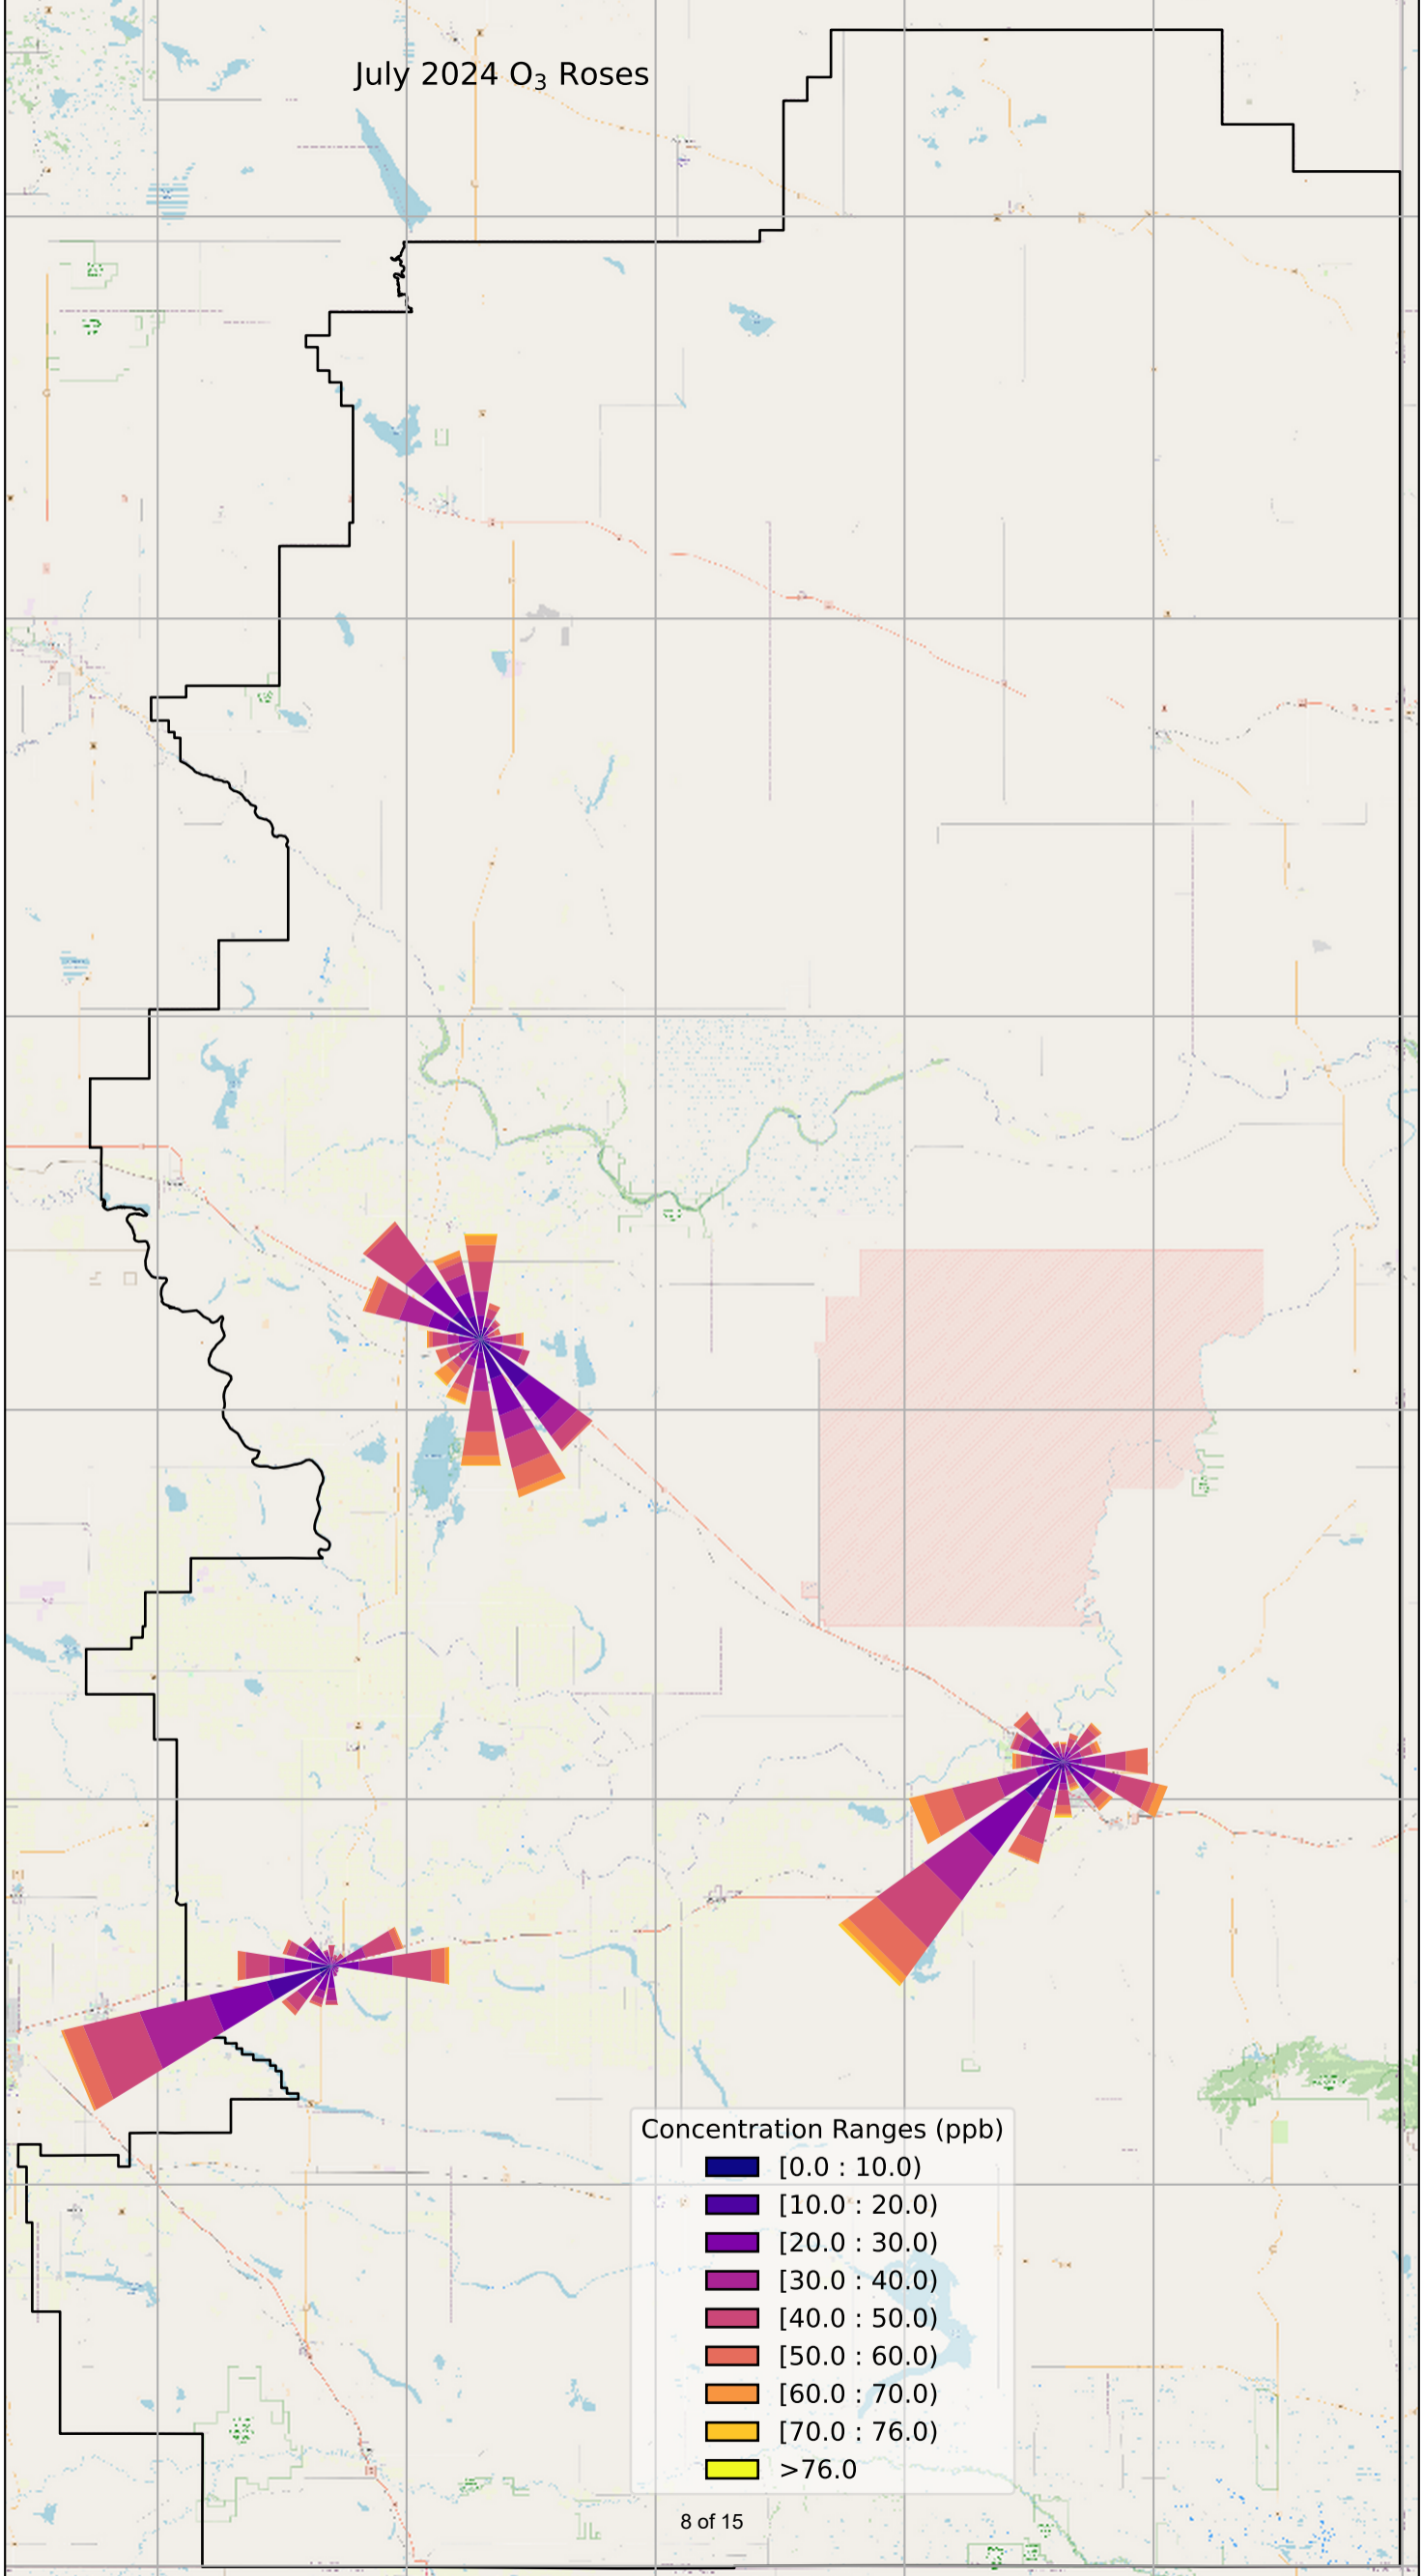 July 2024 O₃ Roses
Concentration Ranges (ppb)
[0.0 : 10.0)
[10.0 : 20.0)
[20.0 : 30.0)
[30.0 : 40.0)
[40.0 : 50.0)
[50.0 : 60.0)
[60.0 : 70.0)
[70.0 : 76.0)
>76.0
8 of 15